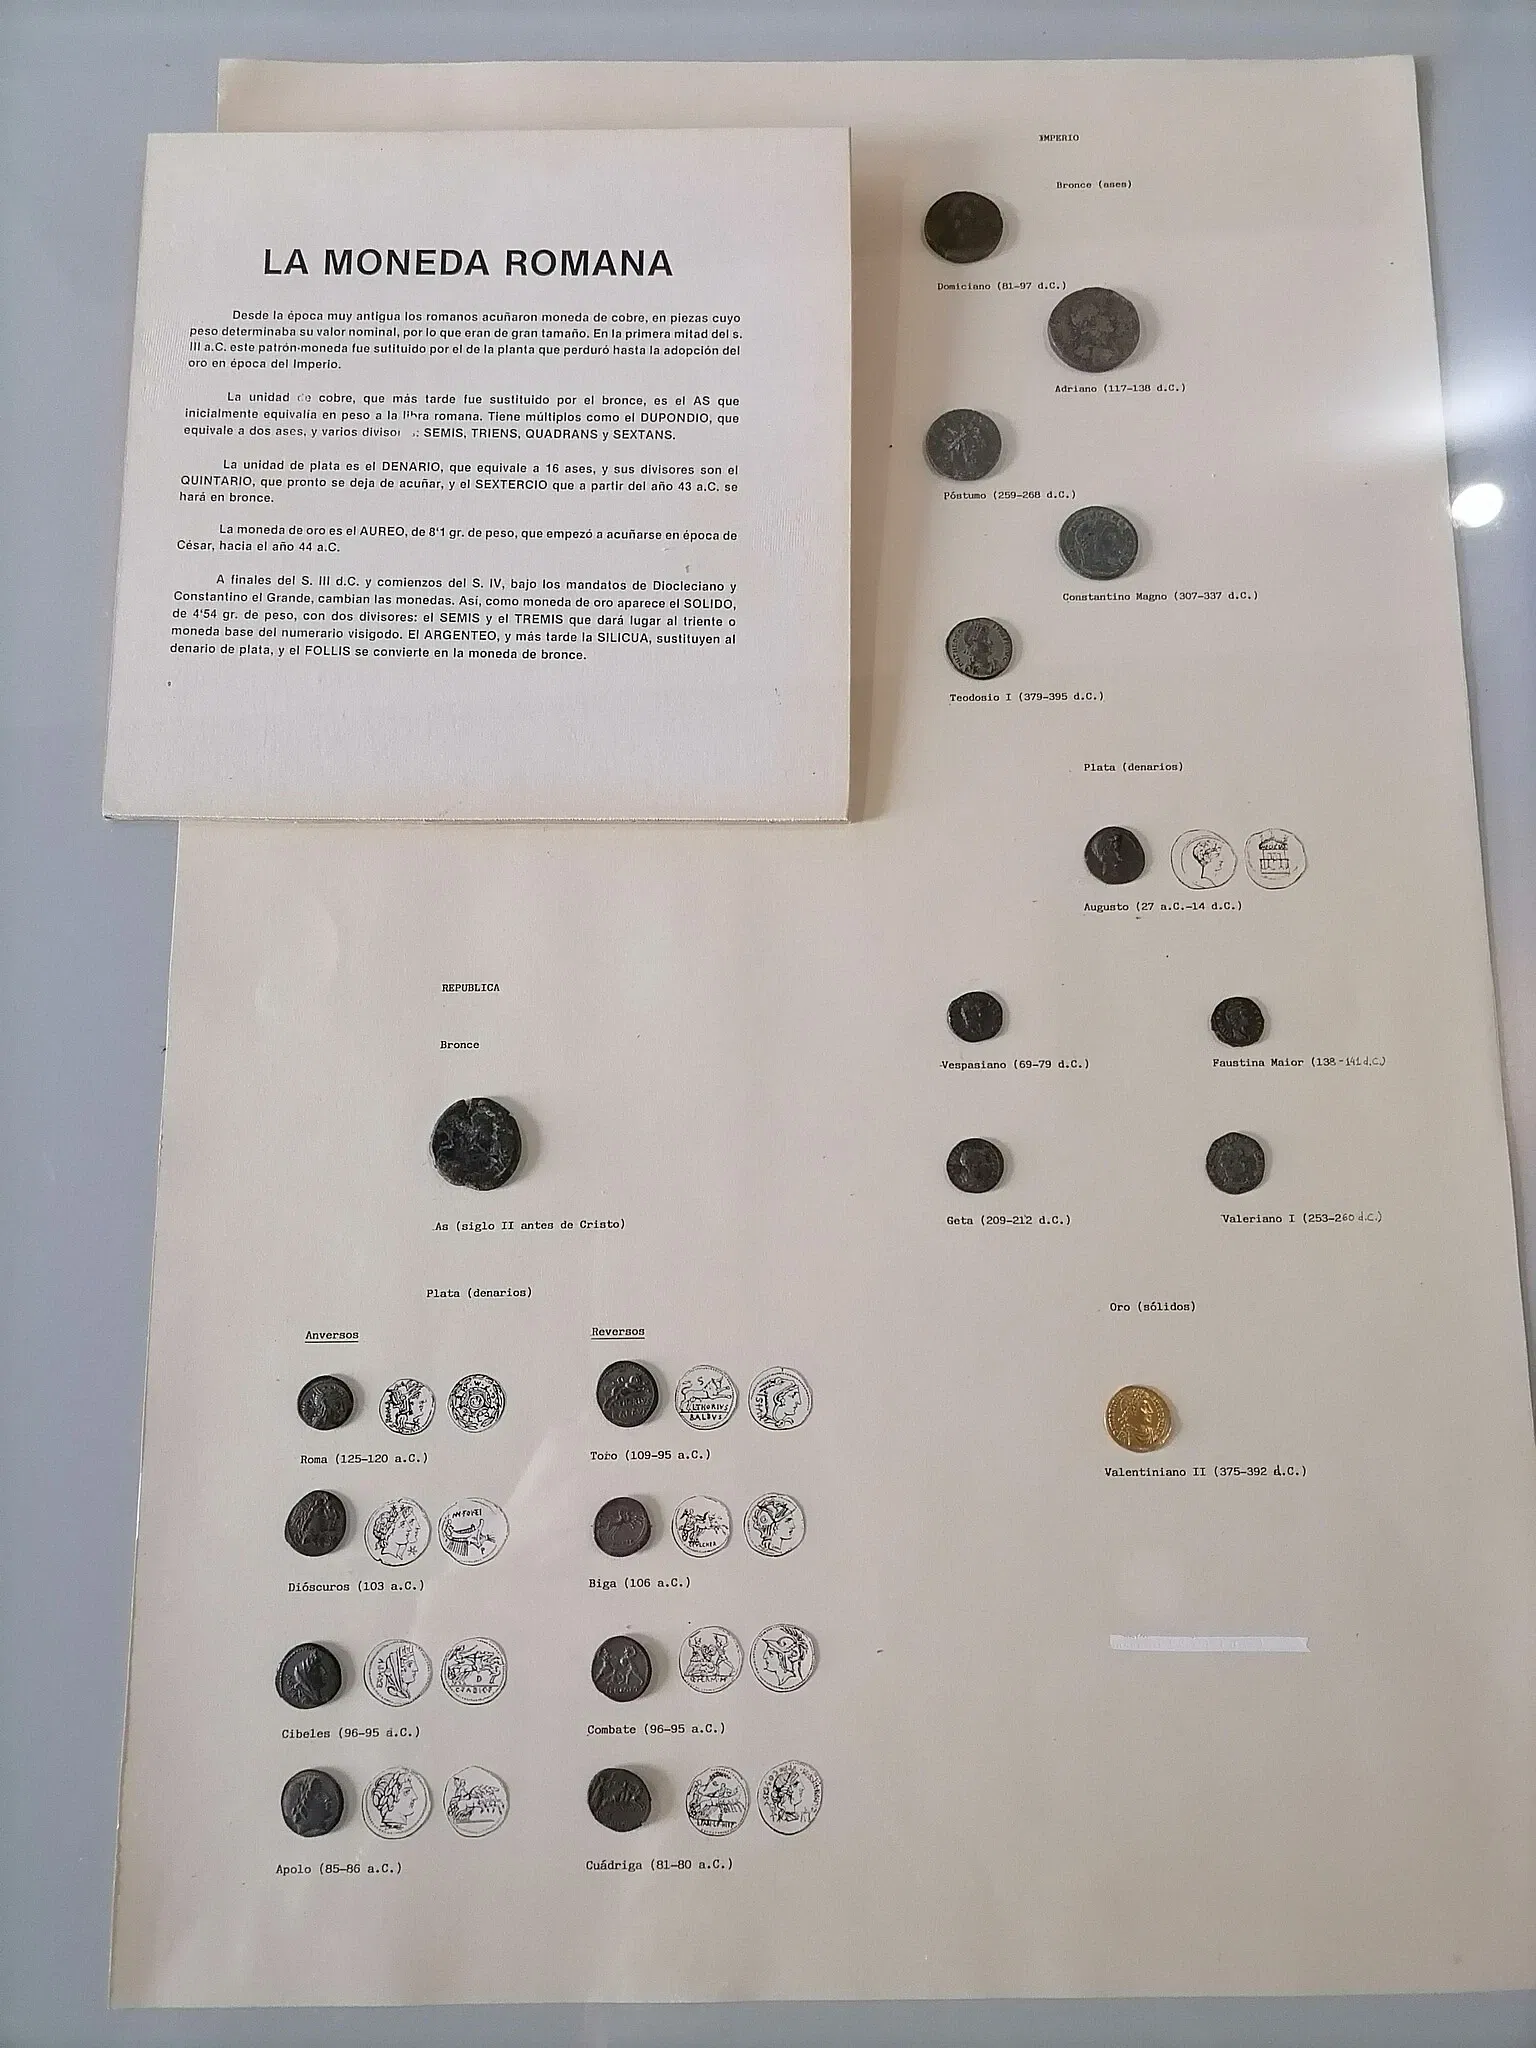 LA MONEDA ROMANA
Desde la época muy antigua los romanos acuñaron moneda de cobre, en piezas cuyo
peso determinaba su valor nominal, por lo que eran de gran tamaño. En la primera mitad del s.
III a.C. este patrón-moneda fue sutituido por el de la planta que perduró hasta la adopción del
oro en época del Imperio.
La unidad de cobre, que más tarde fue sustituido por el bronce, es el AS que
inicialmente equivalía en peso a la libra romana. Tiene múltiplos como el DUPONDIO, que
equivale a dos ases, y varios divisor .: SEMIS, TRIENS, QUADRANS y SEXTANS.
La unidad de plata es el DENARIO, que equivale a 16 ases, y sus divisores son el
QUINTARIO, que pronto se deja de acuñar, y el SEXTERCIO que a partir del año 43 a.C. se
hará en bronce.
La moneda de oro es el AUREO, de 8'1 gr. de peso, que empezó a acuñarse en época de
César, hacia el año 44 a.C.
A finales del S. III d.C. y comienzos del S. IV, bajo los mandatos de Diocleciano y
Constantino el Grande, cambian las monedas. Así, como moneda de oro aparece el SOLIDO,
de 4'54 gr. de peso, con dos divisores: el SEMIS y el TREMIS que dará lugar al triente o
moneda base del numerario visigodo. El ARGENTEO, y más tarde la SILICUA, sustituyen al
denario de plata, y el FOLLIS se convierte en la moneda de bronce.
REPUBLICA
Bronce
As (siglo II antes de Cristo)
Plata (denarios)
Anversos
Reversos
Roma (125-120 a.C.)
L THORIVS
BALBVS
Toro (109-95 a.C.)
Dióscuros (103 a.C.)
Biga (106 a.C.)
Cibeles (96-95 a.C.)
Combate (96-95 a.C.)
Apolo (85-86 a.C.)
Cuádriga (81-80 a.C.)
IMPERIO
Bronce (ases)
Domiciano (81-97 d.C.)
Adriano (117-138 d.C.)
Póstumo (259-268 d.C.)
Constantino Magno (307-337 d.C.)
Teodosio I (379-395 d.C.)
Plata (denarios)
Augusto (27 a.C.-14 d.C.)
Vespasiano (69-79 d.C.)
Faustina Maior (138-141 d.C.)
Geta (209-212 d.C.)
Valeriano I (253-260 d.C.)
Oro (sólidos)
Valentiniano II (375-392 d.C.)